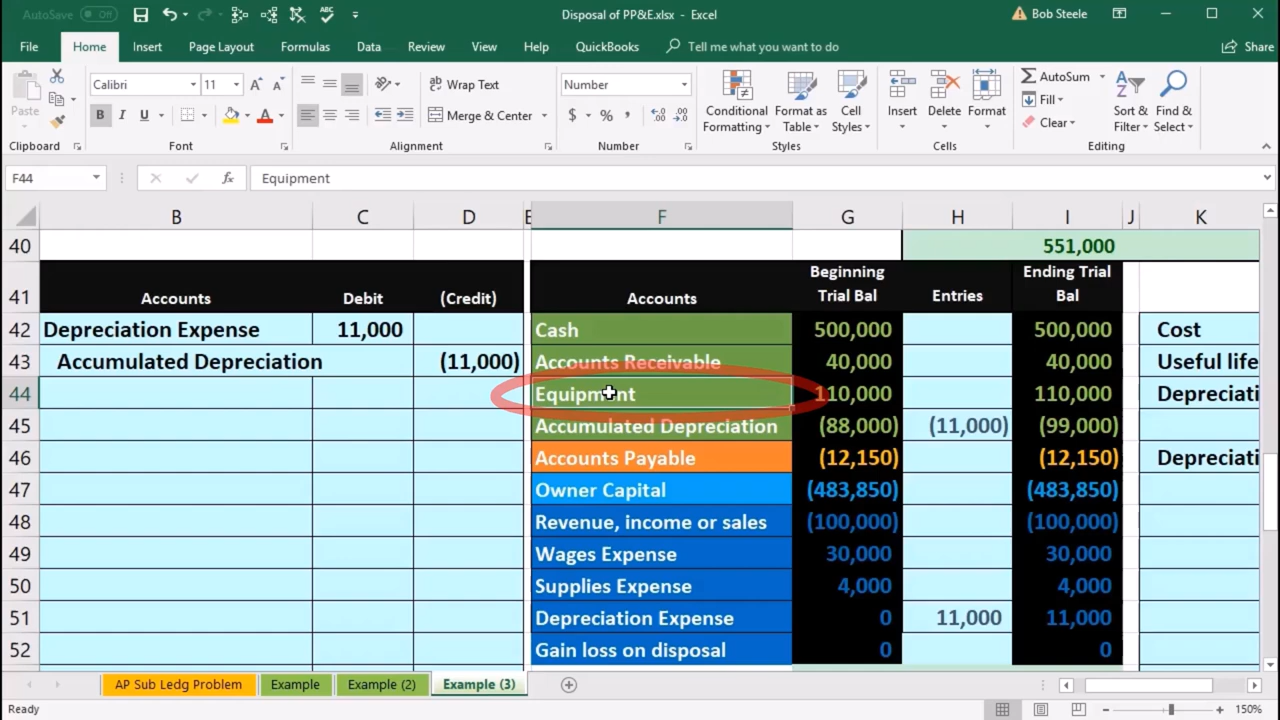 AutoSave Off Disposal of PP&E.xlsx - Excel Bob Steele
File Home Insert Page Layout Formulas Data Review View Help QuickBooks Tell me what you want to do Share
Paste Calibri 11 Wrap Text Number AutoSum
B I U Merge & Center $ % Conditional Formatting Format as Table Cell Styles Insert Delete Format Fill Clear Sort & Filter Find & Select
Clipboard Font Alignment Number Styles Cells Editing
F44 fx Equipment
B C D E F G H I J K
40 551,000
41 Accounts Debit (Credit) Accounts Beginning Trial Bal Entries Ending Trial Bal
42 Depreciation Expense 11,000 Cash 500,000 500,000 Cost
43 Accumulated Depreciation (11,000) Accounts Receivable 40,000 40,000 Useful life
44 Equipment 110,000 110,000 Depreciati
45 Accumulated Depreciation (88,000) (11,000) (99,000)
46 Accounts Payable (12,150) (12,150) Depreciati
47 Owner Capital (483,850) (483,850)
48 Revenue, income or sales (100,000) (100,000)
49 Wages Expense 30,000 30,000
50 Supplies Expense 4,000 4,000
51 Depreciation Expense 0 11,000 11,000
52 Gain loss on disposal 0 0
AP Sub Ledg Problem Example Example (2) Example (3)
Ready 150%